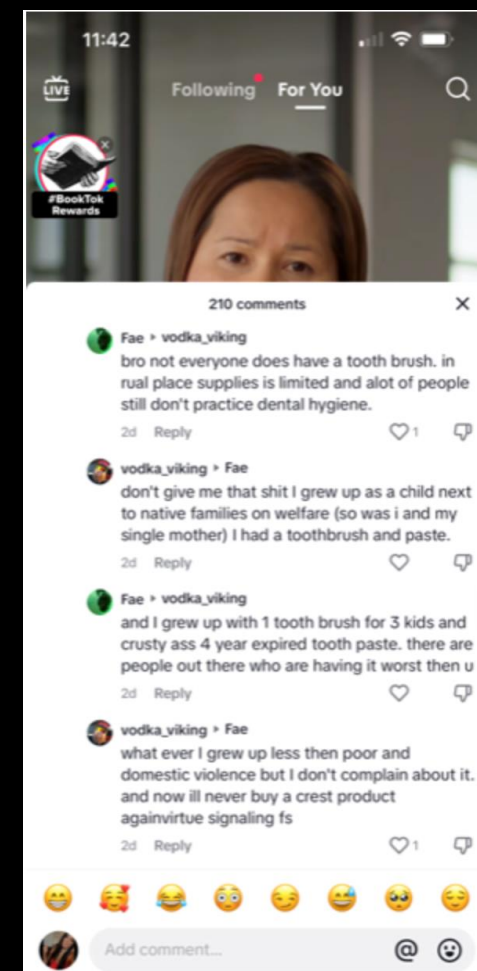 11:42
LIVE
Following For You
#BookTok
Rewards
210 comments
Fae ▸ vodka_viking
bro not everyone does have a tooth brush. in
rual place supplies is limited and alot of people
still don't practice dental hygiene.
2d Reply 1
vodka_viking ▸ Fae
don't give me that shit I grew up as a child next
to native families on welfare (so was i and my
single mother) I had a toothbrush and paste.
2d Reply
Fae ▸ vodka_viking
and I grew up with 1 tooth brush for 3 kids and
crusty ass 4 year expired tooth paste. there are
people out there who are having it worst then u
2d Reply
vodka_viking ▸ Fae
what ever I grew up less then poor and
domestic violence but I don't complain about it.
and now ill never buy a crest product
againvirtue signaling fs
2d Reply 1
Add comment... @